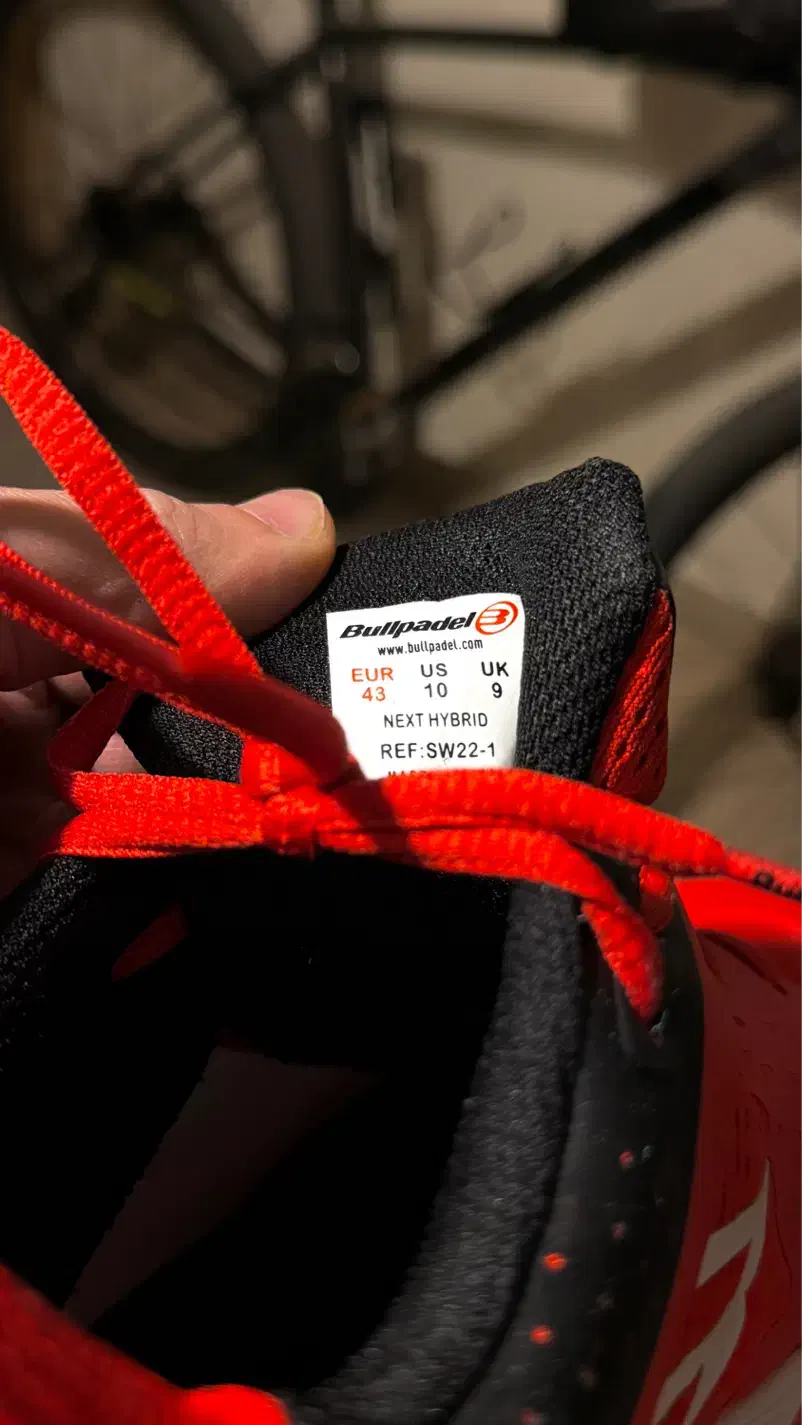 Bullpadel
www.bullpadel.com
EUR US UK
43 10 9
NEXT HYBRID
REF:SW22-1